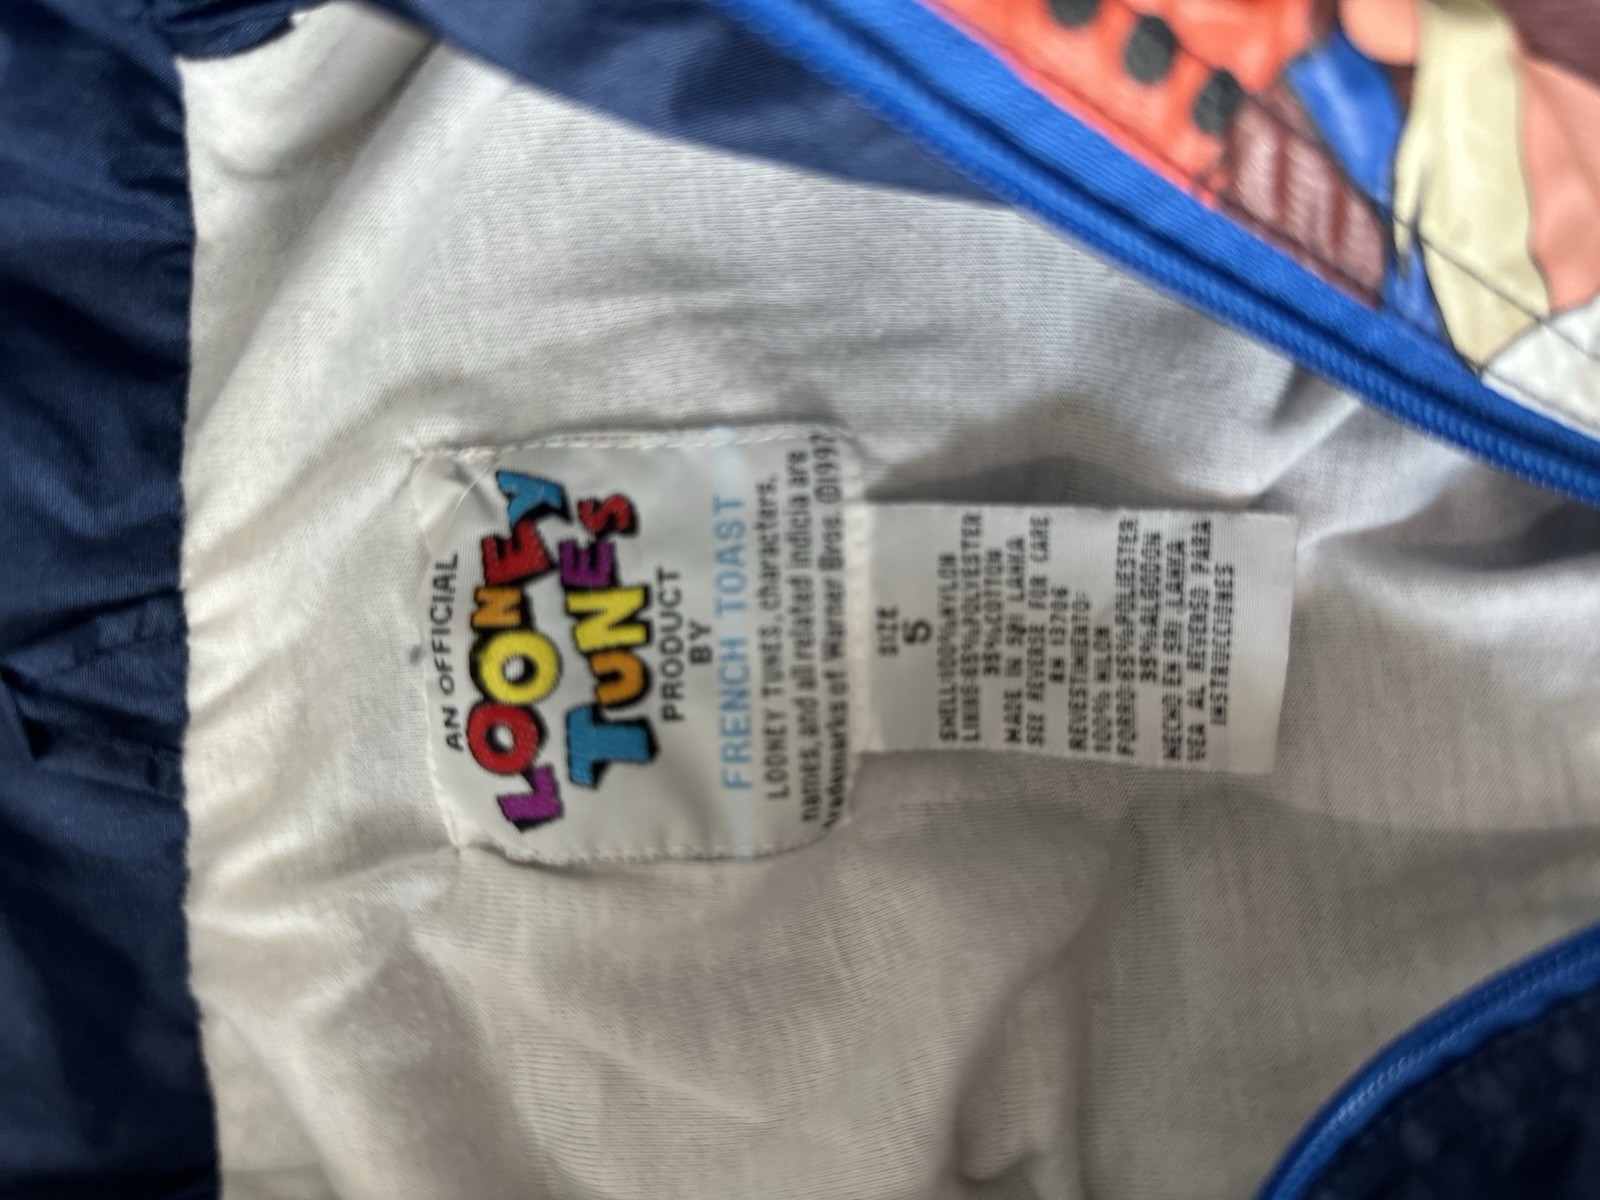 AN OFFICIAL
LOONEY
TUNES
PRODUCT
BY
FRENCH TOAST
LOONEY TUNES, characters,
names, and all related indicia are
trademarks of Warner Bros. ©1997
SIZE
5
SHELL:100%NYLON
LINING:65%POLYESTER
35%COTTON
MADE IN SRI LANKA
SEE REVERSE FOR CARE
RN 13706
REVESTIMIENTO:
100% NILON
FORRO:65%POLIESTER
35%ALGODON
HECHO EN SRI LANKA
VEA AL REVERSO PARA
INSTRUCCIONES